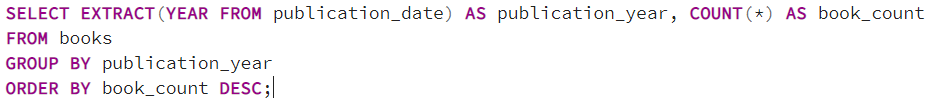 SELECT EXTRACT(YEAR FROM publication_date) AS publication_year, COUNT(*) AS book_count
FROM books
GROUP BY publication_year
ORDER BY book_count DESC;